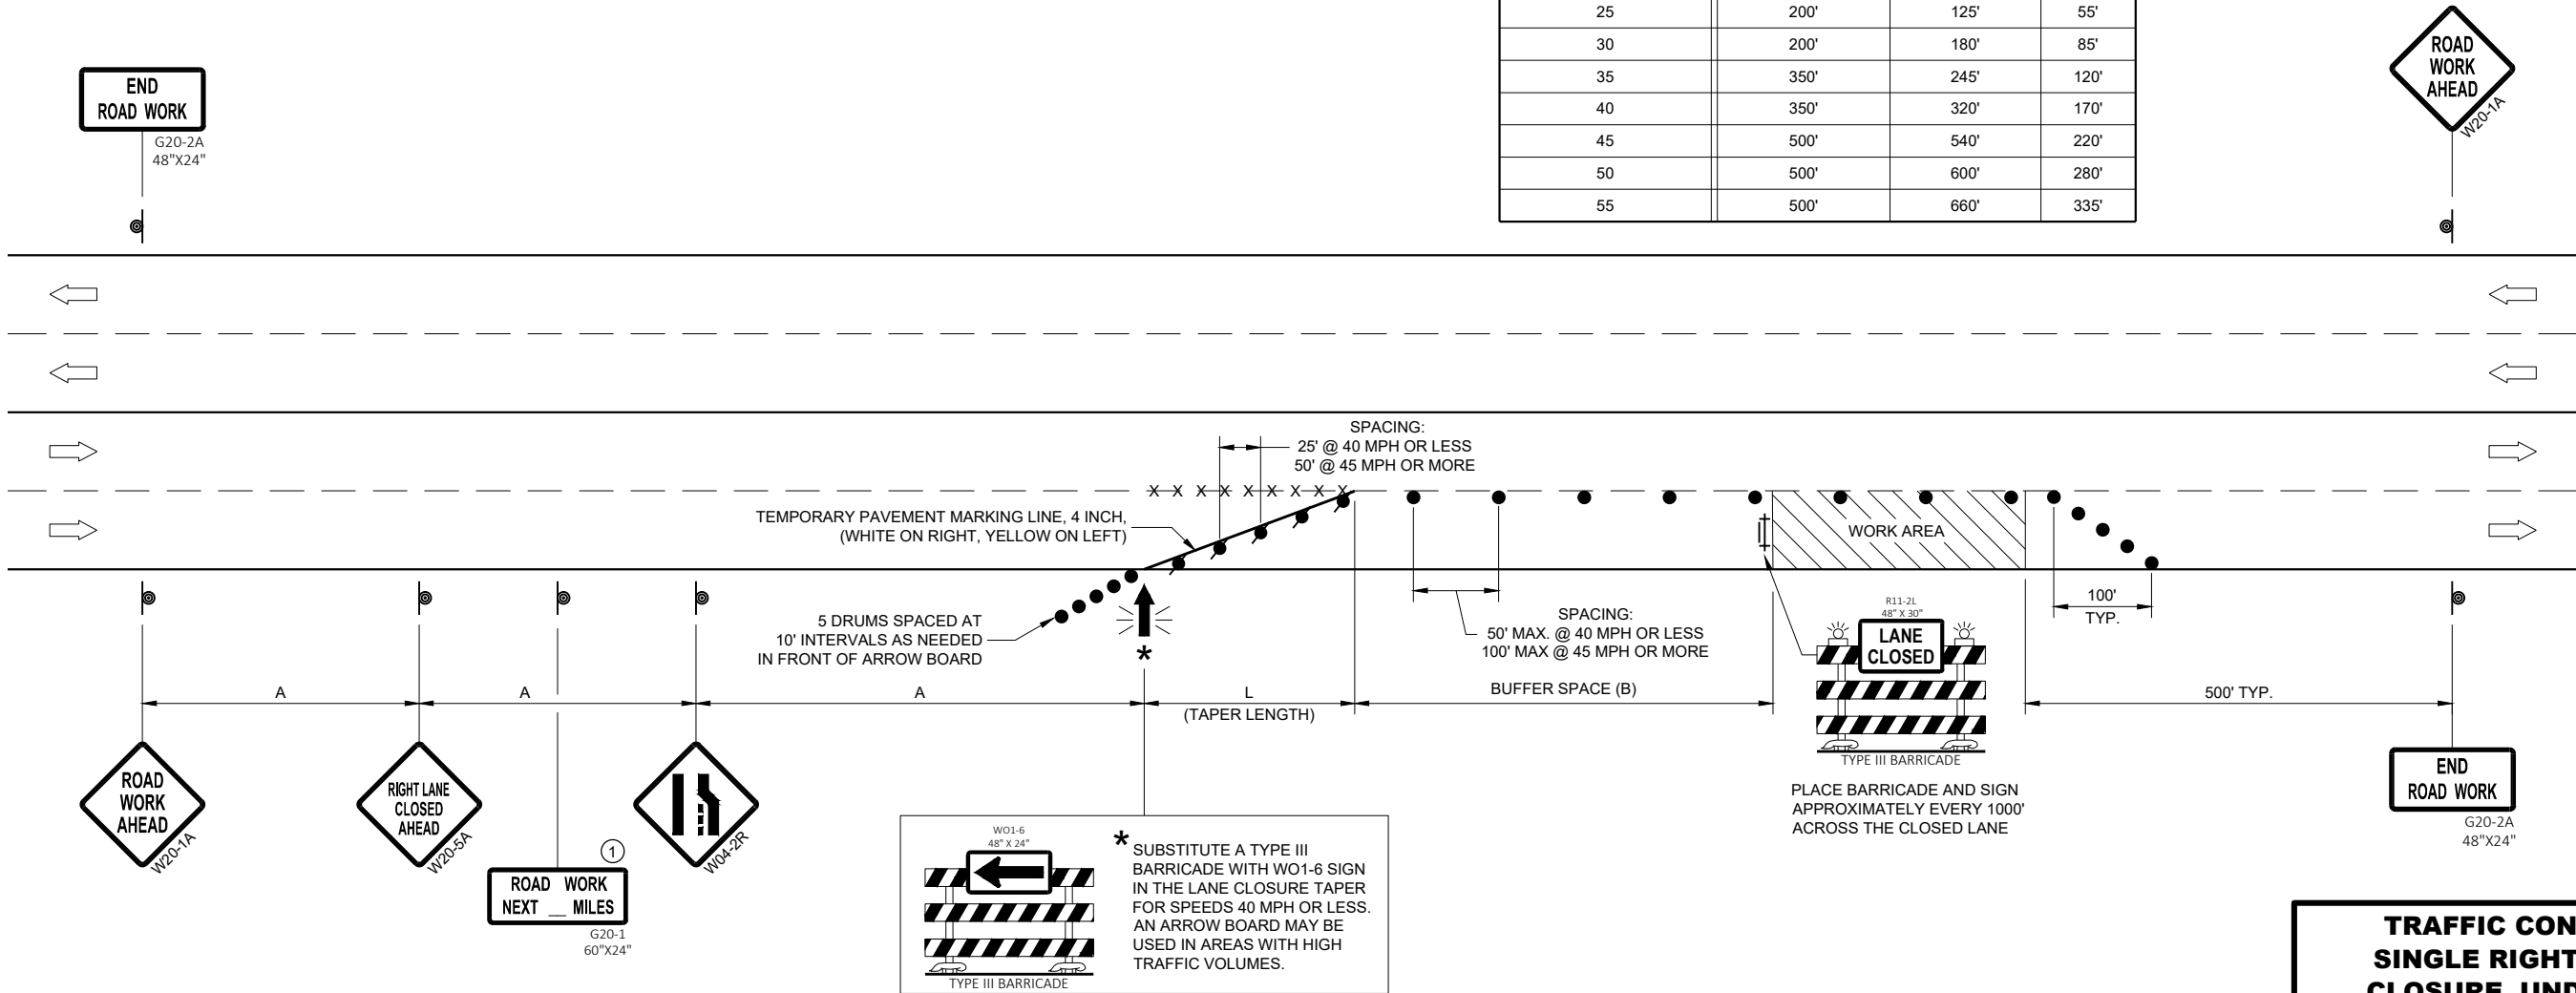 25 200' 125' 55'
30 200' 180' 85'
35 350' 245' 120'
40 350' 320' 170'
45 500' 540' 220'
50 500' 600' 280'
55 500' 660' 335'
END
ROAD WORK
G20-2A
48"X24"
ROAD
WORK
AHEAD
W20-1A
SPACING:
25' @ 40 MPH OR LESS
50' @ 45 MPH OR MORE
X X X X X X X X X
TEMPORARY PAVEMENT MARKING LINE, 4 INCH,
(WHITE ON RIGHT, YELLOW ON LEFT)
WORK AREA
5 DRUMS SPACED AT
10' INTERVALS AS NEEDED
IN FRONT OF ARROW BOARD
*
SPACING:
50' MAX. @ 40 MPH OR LESS
100' MAX @ 45 MPH OR MORE
R11-2L
48" X 30"
LANE
CLOSED
TYPE III BARRICADE
PLACE BARRICADE AND SIGN
APPROXIMATELY EVERY 1000'
ACROSS THE CLOSED LANE
100'
TYP.
A
A
A
L
(TAPER LENGTH)
BUFFER SPACE (B)
500' TYP.
ROAD
WORK
AHEAD
W20-1A
RIGHT LANE
CLOSED
AHEAD
W20-5A
1
ROAD WORK
NEXT __ MILES
G20-1
60"X24"
W04-2R
WO1-6
48" X 24"
TYPE III BARRICADE
* SUBSTITUTE A TYPE III
BARRICADE WITH WO1-6 SIGN
IN THE LANE CLOSURE TAPER
FOR SPEEDS 40 MPH OR LESS.
AN ARROW BOARD MAY BE
USED IN AREAS WITH HIGH
TRAFFIC VOLUMES.
END
ROAD WORK
G20-2A
48"X24"
TRAFFIC CON
SINGLE RIGHT
CLOSURE, UND